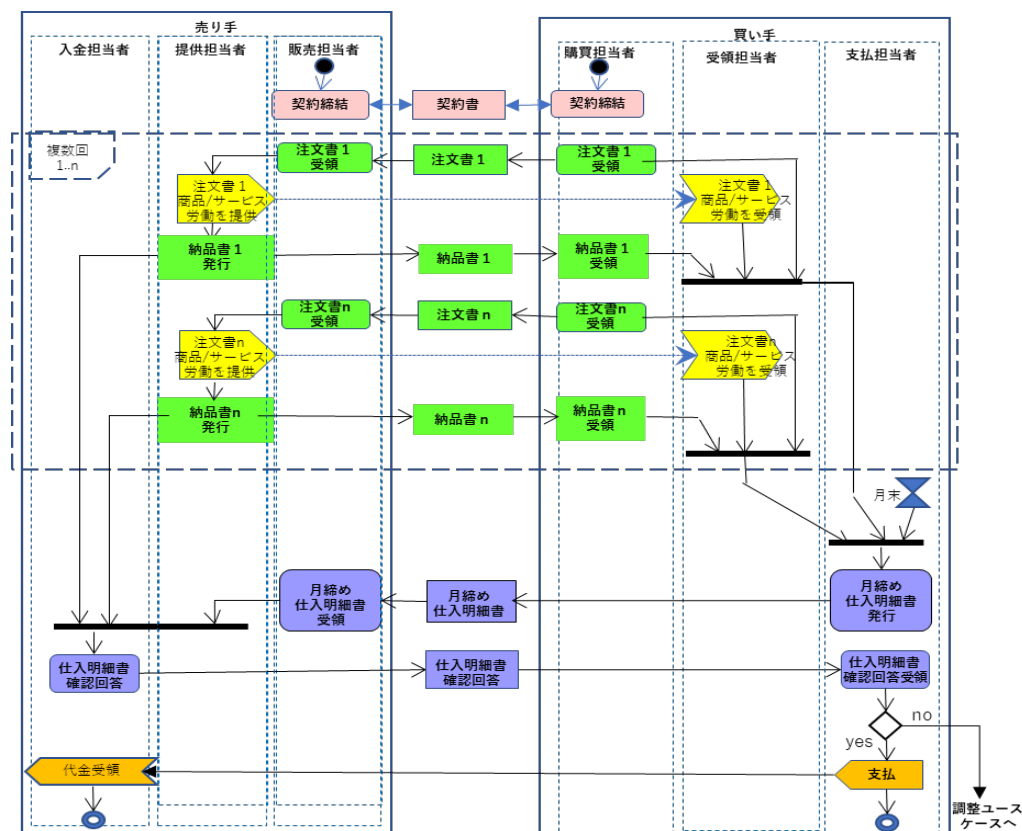 売り手
買い手
入金担当者
提供担当者
販売担当者
購買担当者
受領担当者
支払担当者
契約締結
契約書
契約締結
複数回
1..n
注文書1
受領
注文書1
注文書1
受領
注文書1
商品/サービス
労働を提供
注文書1
商品/サービス
労働を受領
納品書1
発行
納品書1
納品書1
受領
注文書n
受領
注文書n
注文書n
受領
注文書n
商品/サービス
労働を提供
注文書n
商品/サービス
労働を受領
納品書n
発行
納品書n
納品書n
受領
月末
月締め
仕入明細書
受領
月締め
仕入明細書
月締め
仕入明細書
発行
仕入明細書
確認回答
仕入明細書
確認回答
仕入明細書
確認回答受領
no
yes
代金受領
支払
調整ユース
ケースへ